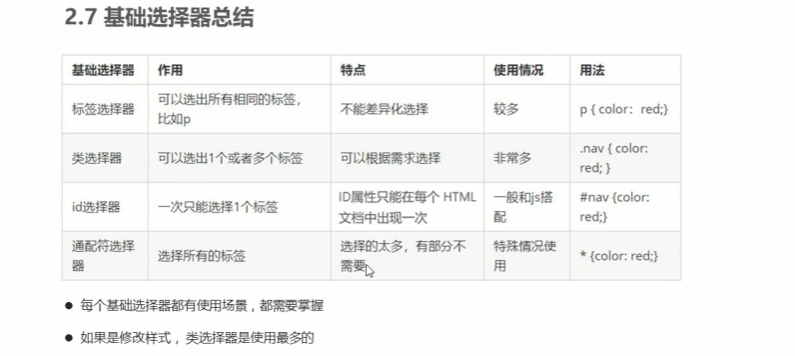 2.7 基础选择器总结
基础选择器 作用 特点 使用情况 用法
标签选择器 可以选出所有相同的标签，比如p 不能差异化选择 较多 p { color：red;}
类选择器 可以选出1个或者多个标签 可以根据需求选择 非常多 .nav { color: red; }
id选择器 一次只能选择1个标签 ID属性只能在每个 HTML 文档中出现一次 一般和js搭配 #nav {color: red;}
通配符选择器 选择所有的标签 选择的太多，有部分不需要 特殊情况使用 * {color: red;}
● 每个基础选择器都有使用场景，都需要掌握
● 如果是修改样式，类选择器是使用最多的